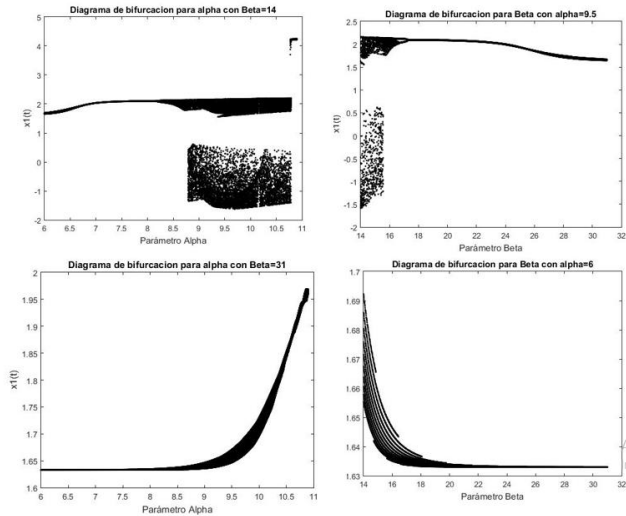 Diagrama de bifurcacion para alpha con Beta=14
5
4
3
2
1
0
-1
-2
x1(t)
6 6.5 7 7.5 8 8.5 9 9.5 10 10.5 11
Parámetro Alpha
Diagrama de bifurcacion para Beta con alpha=9.5
2.5
2
1.5
1
0.5
0
-0.5
-1
-1.5
-2
x1(t)
14 16 18 20 22 24 26 28 30 32
Parámetro Beta
Diagrama de bifurcacion para alpha con Beta=31
2
1.95
1.9
1.85
1.8
1.75
1.7
1.65
1.6
x1(t)
6 6.5 7 7.5 8 8.5 9 9.5 10 10.5 11
Parámetro Alpha
Diagrama de bifurcacion para Beta con alpha=6
1.7
1.69
1.68
1.67
1.66
1.65
1.64
1.63
14 16 18 20 22 24 26 28 30 32
Parámetro Beta